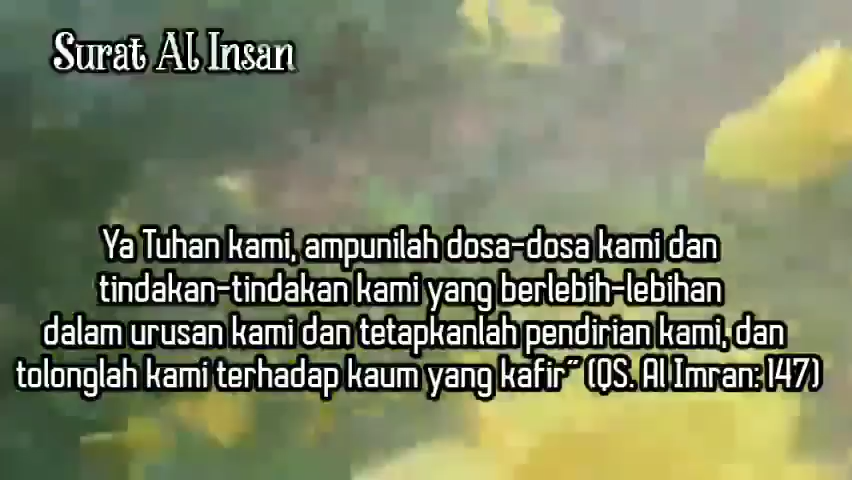 Surat Al Insan
Ya Tuhan kami, ampunilah dosa-dosa kami dan
tindakan-tindakan kami yang berlebih-lebihan
dalam urusan kami dan tetapkanlah pendirian kami, dan
tolonglah kami terhadap kaum yang kafir" (QS. Al Imran: 147)